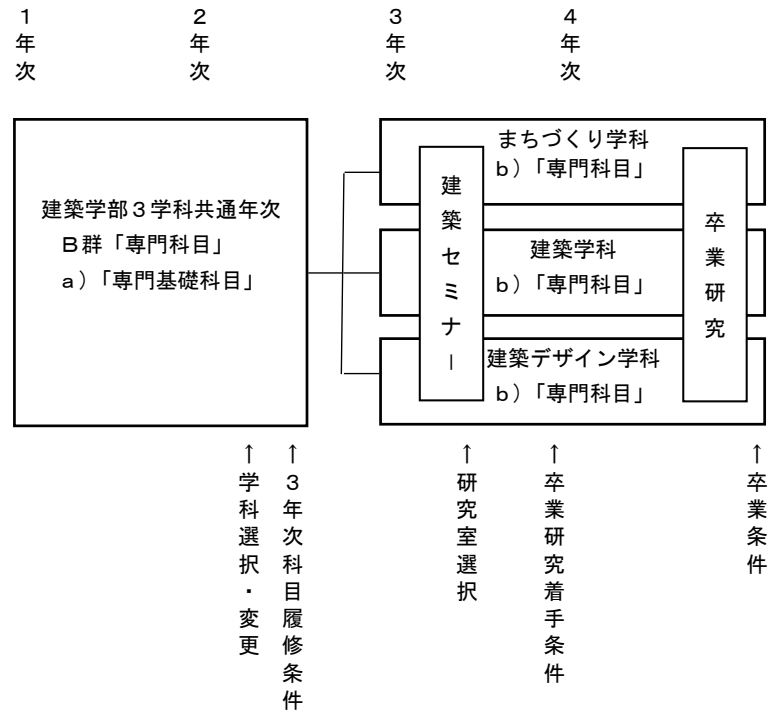 1年次
2年次
3年次
4年次
建築学部3学科共通年次
B群「専門科目」
a)「専門基礎科目」
まちづくり学科
b)「専門科目」
建築学科
b)「専門科目」
建築デザイン学科
b)「専門科目」
建築セミナー
卒業研究
↑学科選択・変更
↑3年次科目履修条件
↑研究室選択
↑卒業研究着手条件
↑卒業条件